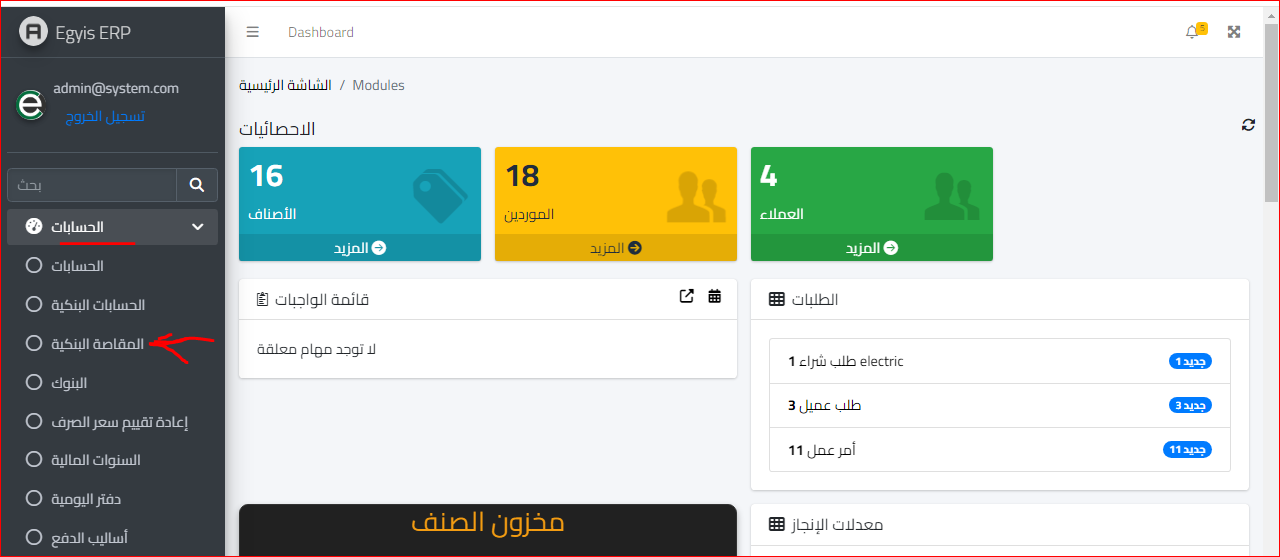 Egyis ERP
admin@system.com
تسجيل الخروج
بحث
الحسابات
الحسابات
الحسابات البنكية
المقاصة البنكية
البنوك
إعادة تقييم سعر الصرف
السنوات المالية
دفتر اليومية
أساليب الدفع
Dashboard
5
الشاشة الرئيسية / Modules
الاحصائيات
16
الأصناف
المزيد
18
الموردين
المزيد
4
العملاء
المزيد
قائمة الواجبات
لا توجد مهام معلقة
الطلبات
1 طلب شراء electric
جديد 1
3 طلب عميل
جديد 3
11 أمر عمل
جديد 11
مخزون الصنف
معدلات الإنجاز